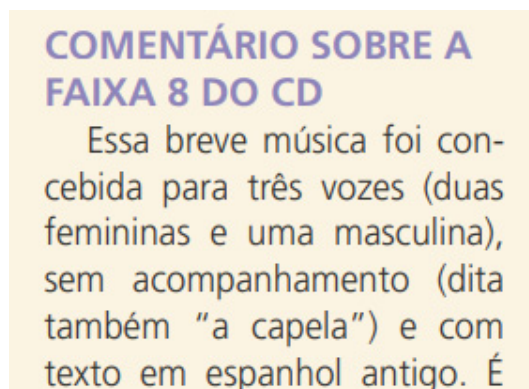 COMENTÁRIO SOBRE A
FAIXA 8 DO CD
Essa breve música foi con-
cebida para três vozes (duas
femininas e uma masculina),
sem acompanhamento (dita
também “a capela”) e com
texto em espanhol antigo. É